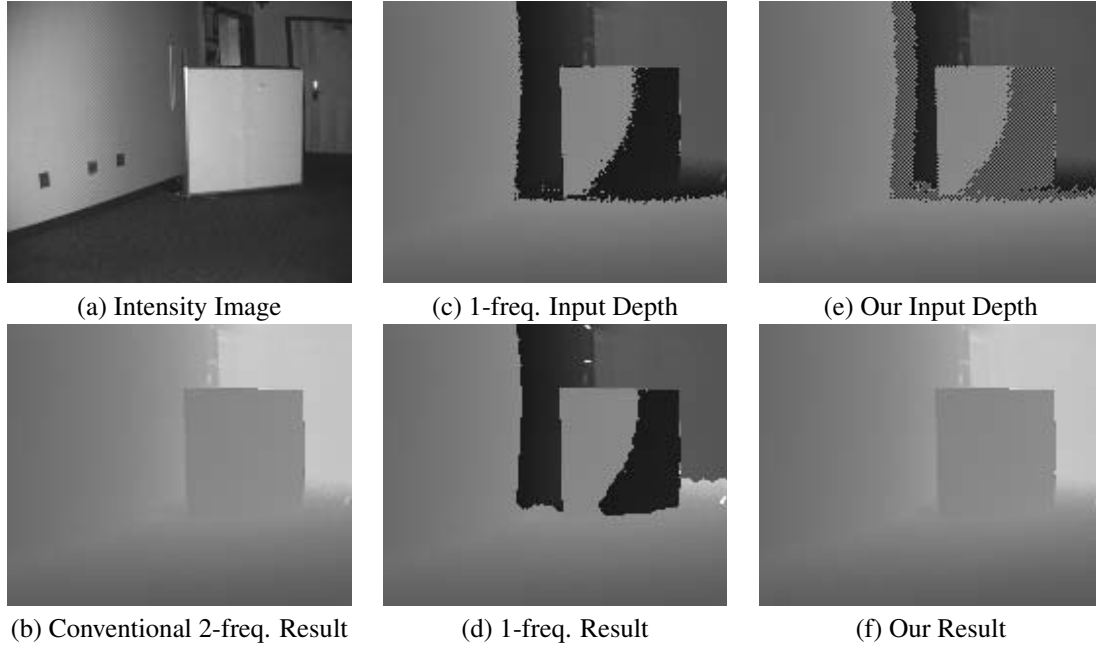 (a) Intensity Image
(c) 1-freq. Input Depth
(e) Our Input Depth
(b) Conventional 2-freq. Result
(d) 1-freq. Result
(f) Our Result